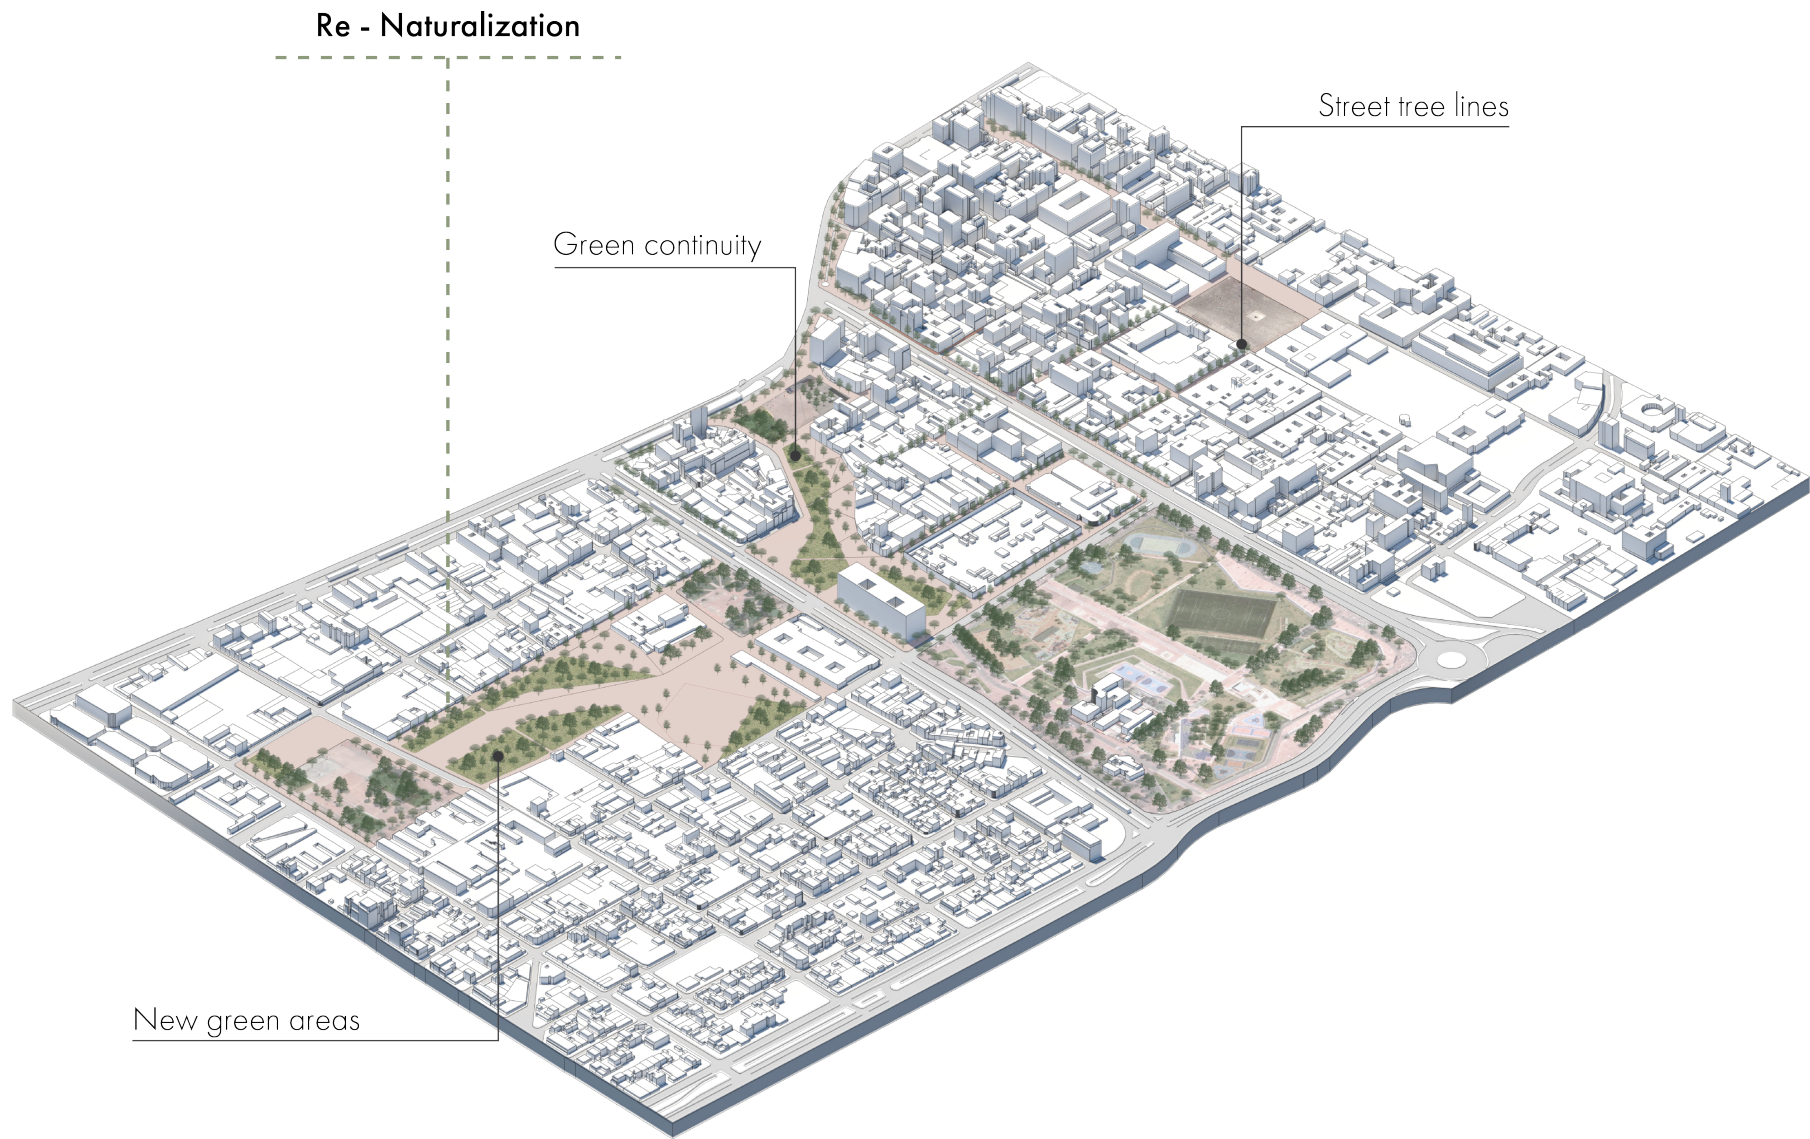 Re - Naturalization
Street tree lines
Green continuity
New green areas